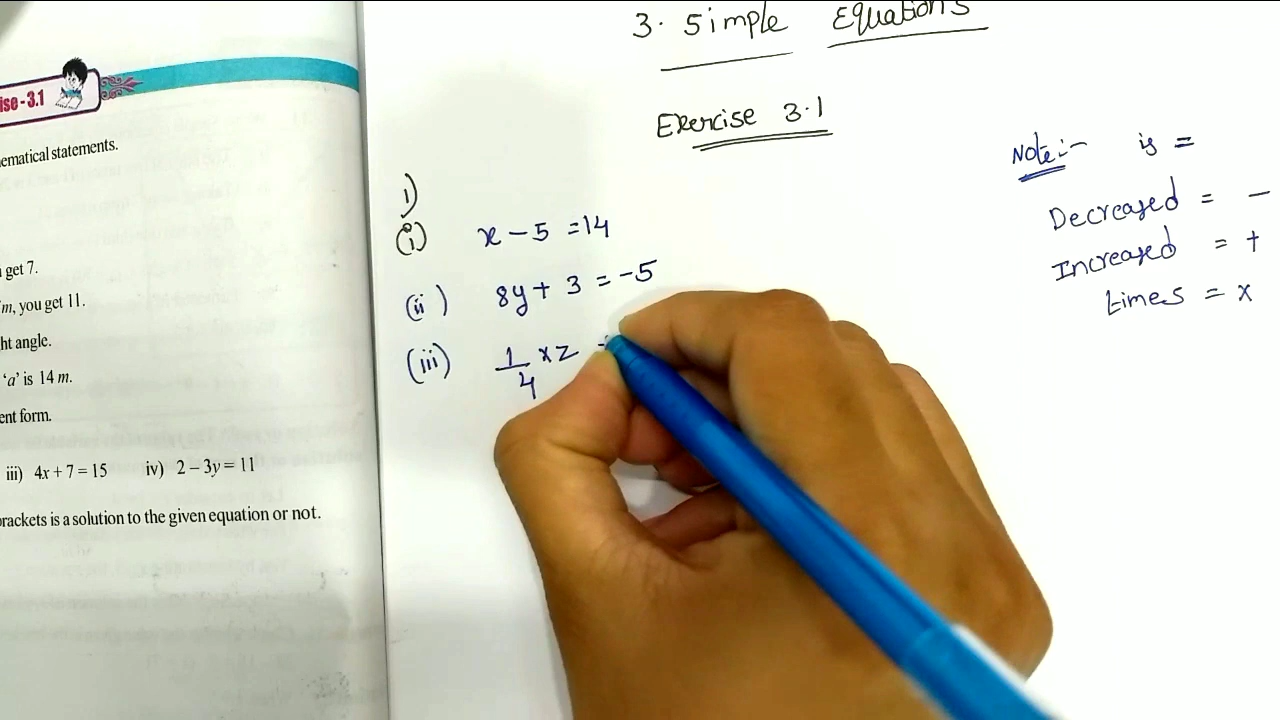 ise - 3.1
ematical statements.
get 7.
m, you get 11.
ht angle.
'a' is 14 m.
ent form.
iii) 4x + 7 = 15 iv) 2 – 3y = 11
rackets is a solution to the given equation or not.
3. Simple Equations
Exercise 3.1
1)
(i) x - 5 = 14
(ii) 8y + 3 = -5
(iii) 1/4 × z
Note:- is =
Decreased = -
Increased = +
times = ×